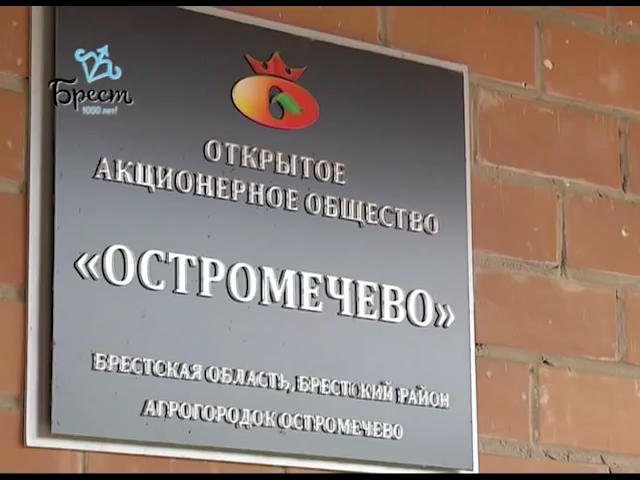 Брест
1000 лет!
ОТКРЫТОЕ
АКЦИОНЕРНОЕ ОБЩЕСТВО
«ОСТРОМЕЧЕВО»
БРЕСТСКАЯ ОБЛАСТЬ, БРЕСТСКИЙ РАЙОН
АГРОГОРОДОК ОСТРОМЕЧЕВО